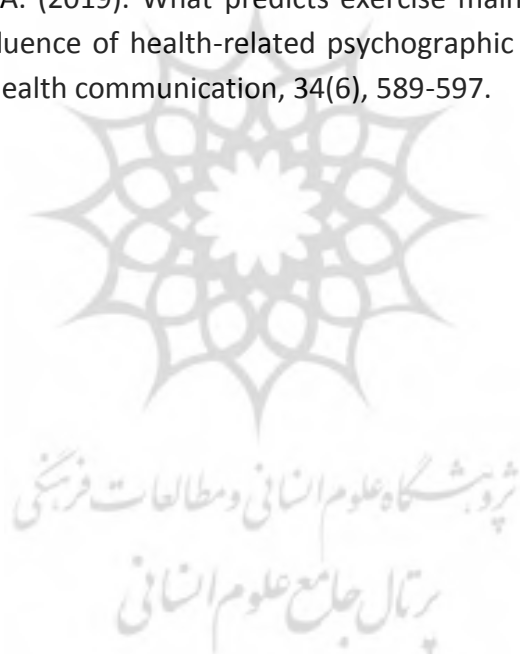 A. (2019). What predicts exercise main
luence of health-related psychographic
ealth communication, 34(6), 589-597.
پژوهشگاه علوم انسانی و مطالعات فرهنگی
پرتال جامع علوم انسانی